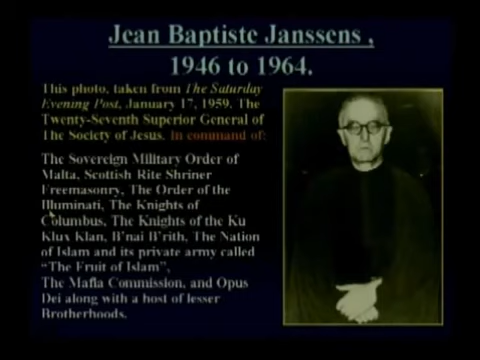 Jean Baptiste Janssens ,
1946 to 1964.
This photo, taken from The Saturday
Evening Post, January 17, 1959. The
Twenty-Seventh Superior General of
The Society of Jesus. In command of:
The Sovereign Military Order of
Malta, Scottish Rite Shriner
Freemasonry, The Order of the
Illuminati, The Knights of
Columbus, The Knights of the Ku
Klux Klan, B'nai B'rith, The Nation
of Islam and its private army called
"The Fruit of Islam",
The Mafia Commission, and Opus
Dei along with a host of lesser
Brotherhoods.